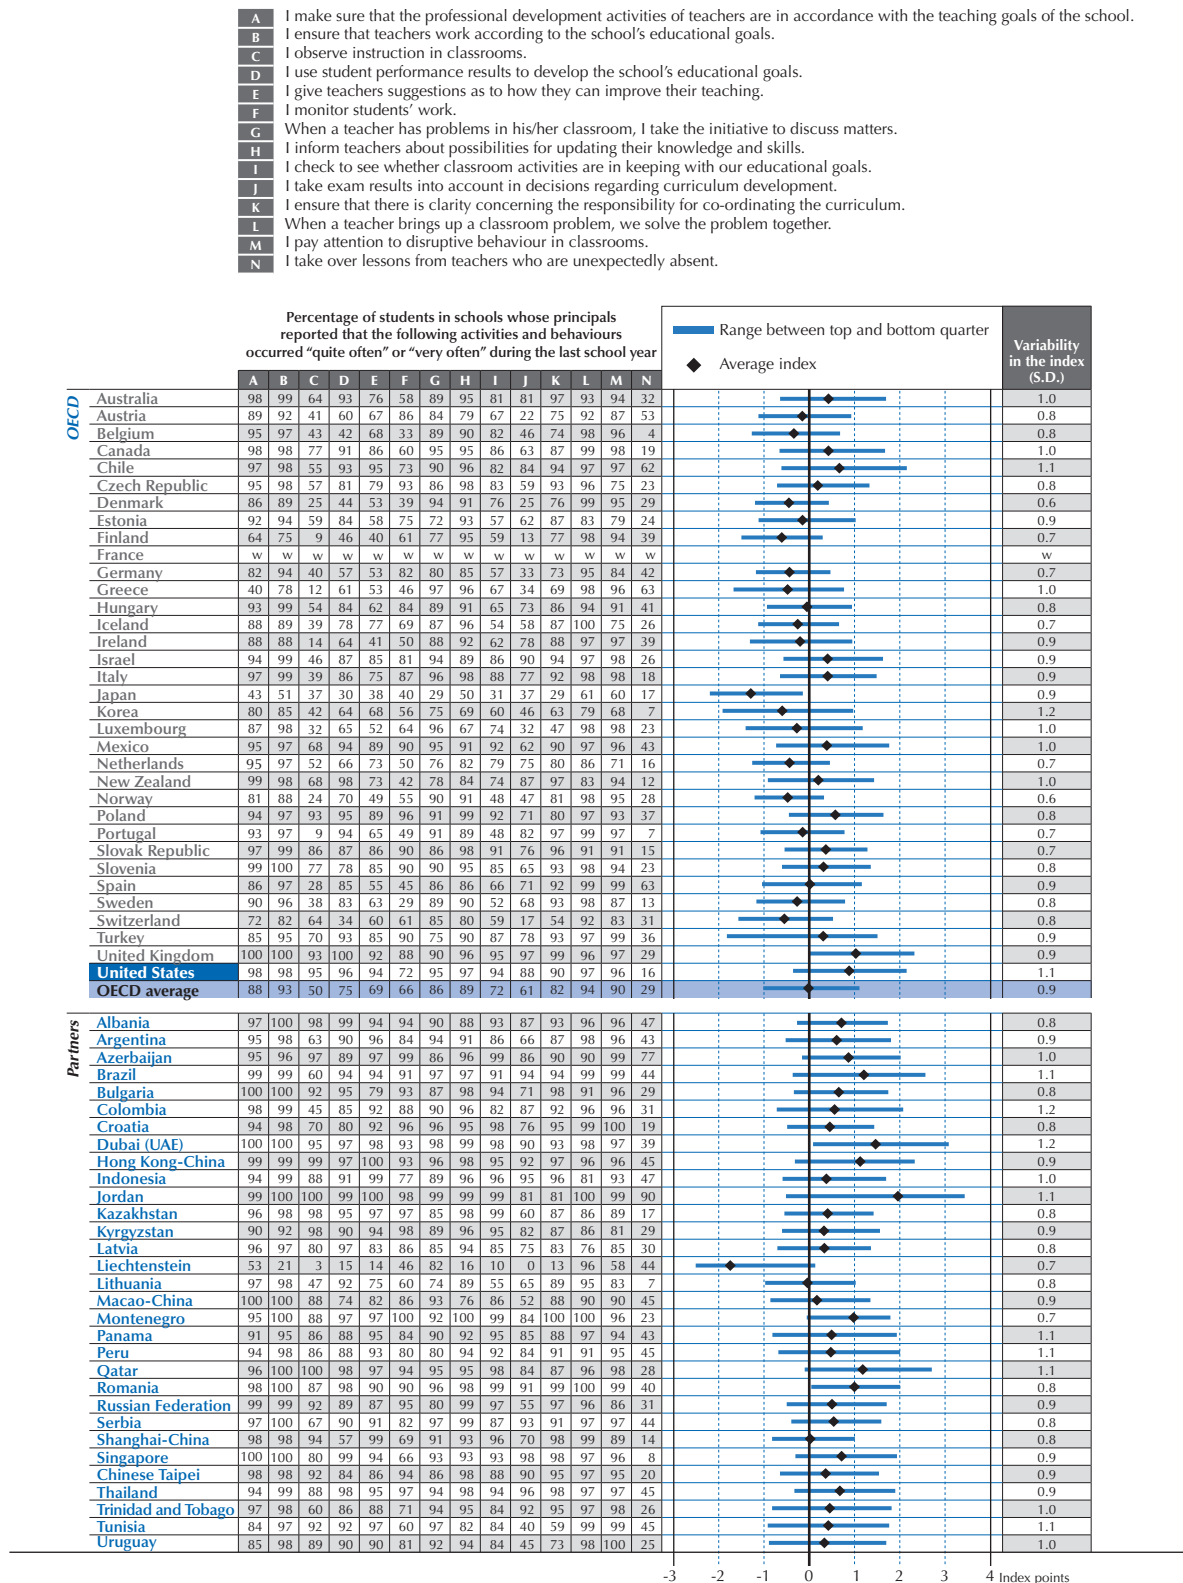 A I make sure that the professional development activities of teachers are in accordance with the teaching goals of the school.
B I ensure that teachers work according to the school's educational goals.
C I observe instruction in classrooms.
D I use student performance results to develop the school's educational goals.
E I give teachers suggestions as to how they can improve their teaching.
F I monitor students' work.
G When a teacher has problems in his/her classroom, I take the initiative to discuss matters.
H I inform teachers about possibilities for updating their knowledge and skills.
I I check to see whether classroom activities are in keeping with our educational goals.
J I take exam results into account in decisions regarding curriculum development.
K I ensure that there is clarity concerning the responsibility for co-ordinating the curriculum.
L When a teacher brings up a classroom problem, we solve the problem together.
M I pay attention to disruptive behaviour in classrooms.
N I take over lessons from teachers who are unexpectedly absent.
Percentage of students in schools whose principals
reported that the following activities and behaviours
occurred "quite often" or "very often" during the last school year
Range between top and bottom quarter
Average index
Variability
in the index
(S.D.)
A B C D E F G H I J K L M N
OECD
Australia 98 99 64 93 76 58 89 95 81 81 97 93 94 32 1.0
Austria 89 92 41 60 67 86 84 79 67 22 75 92 87 53 0.8
Belgium 95 97 43 42 68 33 89 90 82 46 74 98 96 4 0.8
Canada 98 98 77 91 86 60 95 95 86 63 87 99 98 19 1.0
Chile 97 98 55 93 95 73 90 96 82 84 94 97 97 62 1.1
Czech Republic 95 98 57 81 79 93 86 98 83 59 93 96 75 23 0.8
Denmark 86 89 25 44 53 39 94 91 76 25 76 99 95 29 0.6
Estonia 92 94 59 84 58 75 72 93 57 62 87 83 79 24 0.9
Finland 64 75 9 46 40 61 77 95 59 13 77 98 94 39 0.7
France w w w w w w w w w w w w w w w
Germany 82 94 40 57 53 82 80 85 57 33 73 95 84 42 0.7
Greece 40 78 12 61 53 46 97 96 67 34 69 98 96 63 1.0
Hungary 93 99 54 84 62 84 89 91 65 73 86 94 91 41 0.8
Iceland 88 89 39 78 77 69 87 96 54 58 87 100 75 26 0.7
Ireland 88 88 14 64 41 50 88 92 62 78 88 97 97 39 0.9
Israel 94 99 46 87 85 81 94 89 86 90 94 97 98 26 0.9
Italy 97 99 39 86 75 87 96 98 88 77 92 98 98 18 0.9
Japan 43 51 37 30 38 40 29 50 31 37 29 61 60 17 0.9
Korea 80 85 42 64 68 56 75 69 60 46 63 79 68 7 1.2
Luxembourg 87 98 32 65 52 64 96 67 74 32 47 98 98 23 1.0
Mexico 95 97 68 94 89 90 95 91 92 62 90 97 96 43 1.0
Netherlands 95 97 52 66 73 50 76 82 79 75 80 86 71 16 0.7
New Zealand 99 98 68 98 73 42 78 84 74 87 97 83 94 12 1.0
Norway 81 88 24 70 49 55 90 91 48 47 81 98 95 28 0.6
Poland 94 97 93 95 89 96 91 99 92 71 80 97 93 37 0.8
Portugal 93 97 9 94 65 49 91 89 48 82 97 99 97 7 0.7
Slovak Republic 97 99 86 87 86 90 86 98 91 76 96 91 91 15 0.7
Slovenia 99 100 77 78 85 90 90 95 85 65 93 98 94 23 0.8
Spain 86 97 28 85 55 45 86 86 66 71 92 99 99 63 0.9
Sweden 90 96 38 83 63 29 89 90 52 68 93 98 87 13 0.8
Switzerland 72 82 64 34 60 61 85 80 59 17 54 92 83 31 0.8
Turkey 85 95 70 93 85 90 75 90 87 78 93 97 99 36 0.9
United Kingdom 100 100 93 100 92 88 90 96 95 97 99 96 97 29 0.9
United States 98 98 95 96 94 72 95 97 94 88 90 97 96 16 1.1
OECD average 88 93 50 75 69 66 86 89 72 61 82 94 90 29 0.9
Partners
Albania 97 100 98 99 94 94 90 88 93 87 93 96 96 47 0.8
Argentina 95 98 63 90 96 84 94 91 86 66 87 98 96 43 0.9
Azerbaijan 95 96 97 89 97 99 86 96 99 86 90 90 99 77 1.0
Brazil 99 99 60 94 94 91 97 97 91 94 94 99 99 44 1.1
Bulgaria 100 100 92 95 79 93 87 98 94 71 98 91 96 29 0.8
Colombia 98 99 45 85 92 88 90 96 82 87 92 96 96 31 1.2
Croatia 94 98 70 80 92 96 96 95 98 76 95 99 100 19 0.8
Dubai (UAE) 100 100 95 97 98 93 98 99 98 90 93 98 97 39 1.2
Hong Kong-China 99 99 99 97 100 93 96 98 95 92 97 96 96 45 0.9
Indonesia 94 99 88 91 99 77 89 96 96 95 96 81 93 47 1.0
Jordan 99 100 100 99 100 98 99 99 99 81 81 100 99 90 1.1
Kazakhstan 96 98 98 95 97 97 85 98 99 60 87 86 89 17 0.8
Kyrgyzstan 90 92 98 90 94 98 89 96 95 82 87 86 81 29 0.9
Latvia 96 97 80 97 83 86 85 94 85 75 83 76 85 30 0.8
Liechtenstein 53 21 3 15 14 46 82 16 10 0 13 96 58 44 0.7
Lithuania 97 98 47 92 75 60 74 89 55 65 89 95 83 7 0.8
Macao-China 100 100 88 74 82 86 93 76 86 52 88 90 90 45 0.9
Montenegro 95 100 88 97 97 100 92 100 99 84 100 100 96 23 0.7
Panama 91 95 86 88 95 84 90 92 95 85 88 97 94 43 1.1
Peru 94 98 86 88 93 80 80 94 92 84 91 91 95 45 1.1
Qatar 96 100 100 98 97 94 95 95 98 84 87 96 98 28 1.1
Romania 98 100 87 98 90 90 96 98 99 91 99 100 99 40 0.8
Russian Federation 99 99 92 89 87 95 80 99 97 55 97 96 86 31 0.9
Serbia 97 100 67 90 91 82 97 99 87 93 91 97 97 44 0.8
Shanghai-China 98 98 94 57 99 69 91 93 96 70 98 99 89 14 0.8
Singapore 100 100 80 99 94 66 93 93 93 98 98 97 96 8 0.9
Chinese Taipei 98 98 92 84 86 94 86 98 88 90 95 97 95 20 0.9
Thailand 94 99 88 98 95 97 94 98 94 96 98 97 97 45 0.9
Trinidad and Tobago 97 98 60 86 88 71 94 95 84 92 95 97 98 26 1.0
Tunisia 84 97 92 92 97 60 97 82 84 40 59 99 99 45 1.1
Uruguay 85 98 89 90 90 81 92 94 84 45 73 98 100 25 1.0
-3 -2 -1 0 1 2 3 4 Index points